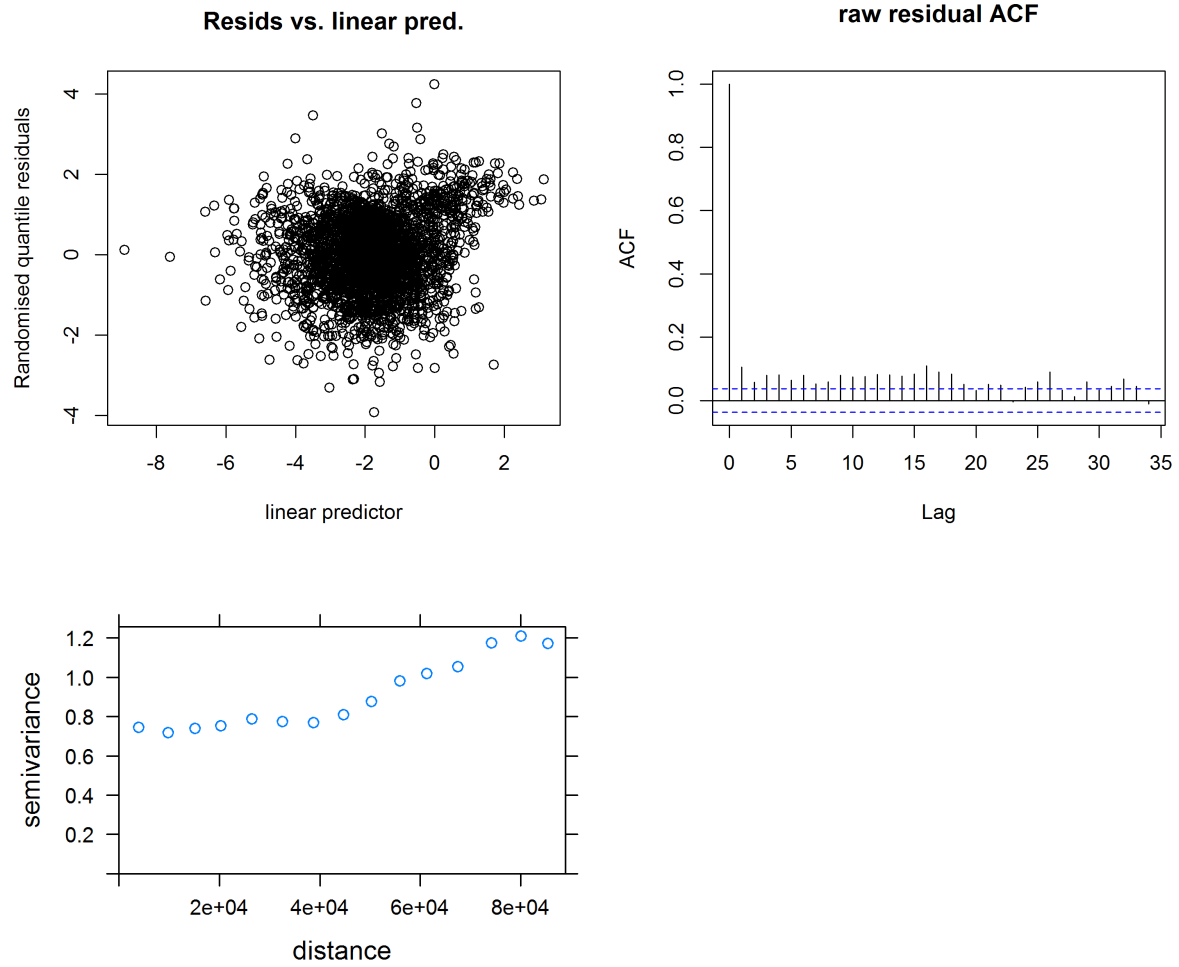 Resids vs. linear pred.
Randomised quantile residuals
4
2
0
-2
-4
-8
-6
-4
-2
0
2
linear predictor
raw residual ACF
ACF
1.0
0.8
0.6
0.4
0.2
0.0
0
5
10
15
20
25
30
35
Lag
semivariance
1.2
1.0
0.8
0.6
0.4
0.2
2e+04
4e+04
6e+04
8e+04
distance